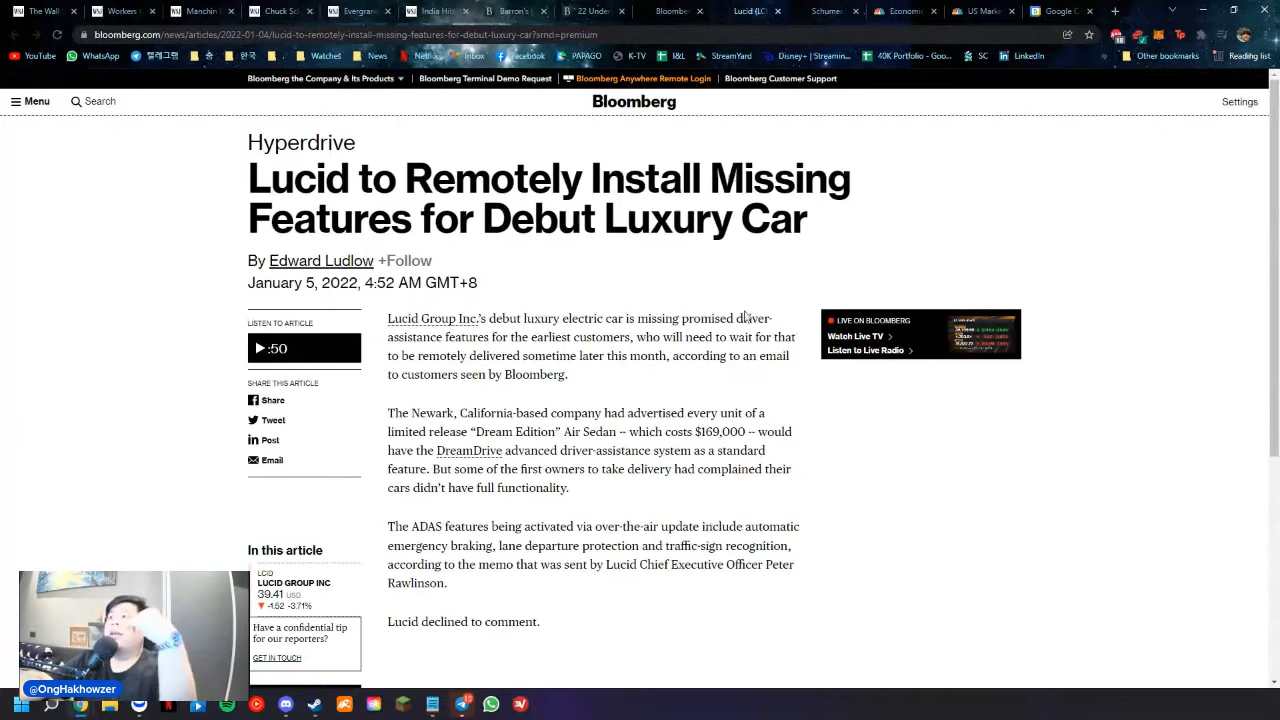 The Wall
Workers
Manchin
Chuck Sc
Evergran
India Hits
Barron's
" 22 Under
Bloombe
Lucid (LC
Schumer
Economic
US Marke
Google C
bloomberg.com/news/articles/2022-01-04/lucid-to-remotely-install-missing-features-for-debut-luxury-car?srnd=premium
YouTube WhatsApp 텔레그램 숏 한국 Watches News Netfli Inbox Facebook PAPAGO K-TV I&L StreamYard Disney+ | Streamin... 40K Portfolio - Goo... SC LinkedIn Other bookmarks Reading list
Bloomberg the Company & Its Products Bloomberg Terminal Demo Request Bloomberg Anywhere Remote Login Bloomberg Customer Support
Menu Search Bloomberg Settings
Hyperdrive
Lucid to Remotely Install Missing
Features for Debut Luxury Car
By Edward Ludlow +Follow
January 5, 2022, 4:52 AM GMT+8
LISTEN TO ARTICLE
:50
SHARE THIS ARTICLE
Share
Tweet
Post
Email
Lucid Group Inc.'s debut luxury electric car is missing promised driver-
assistance features for the earliest customers, who will need to wait for that
to be remotely delivered sometime later this month, according to an email
to customers seen by Bloomberg.
The Newark, California-based company had advertised every unit of a
limited release “Dream Edition” Air Sedan -- which costs $169,000 -- would
have the DreamDrive advanced driver-assistance system as a standard
feature. But some of the first owners to take delivery had complained their
cars didn’t have full functionality.
The ADAS features being activated via over-the-air update include automatic
emergency braking, lane departure protection and traffic-sign recognition,
according to the memo that was sent by Lucid Chief Executive Officer Peter
Rawlinson.
Lucid declined to comment.
LIVE ON BLOOMBERG
Watch Live TV
Listen to Live Radio
In this article
LCID
LUCID GROUP INC
39.41 USD
-1.52 -3.71%
Have a confidential tip
for our reporters?
GET IN TOUCH
@OngHakhowzer